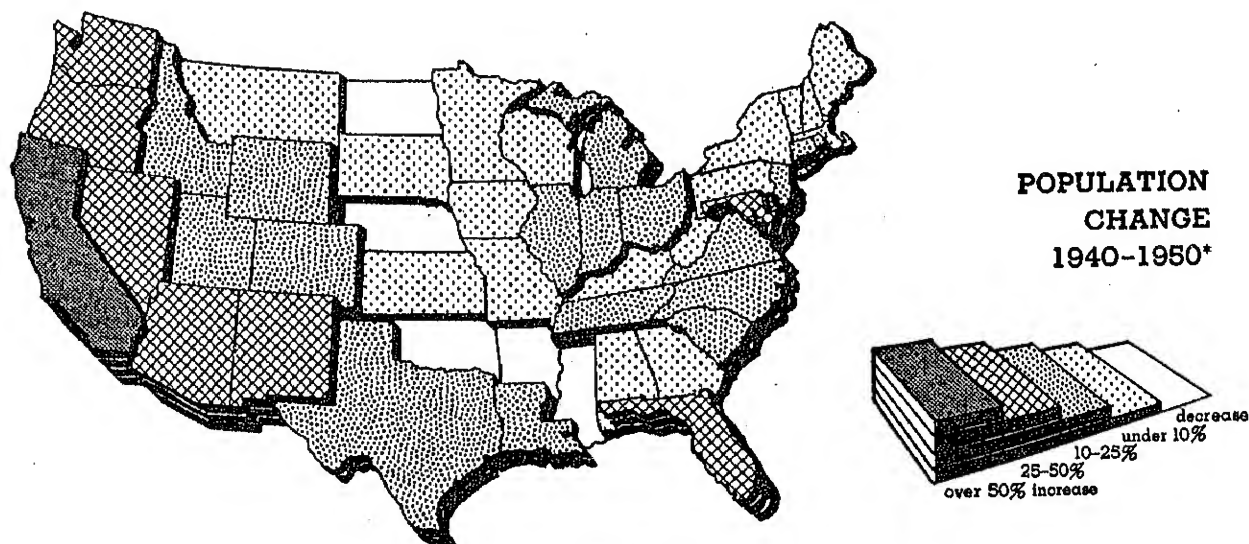 POPULATION
CHANGE
1940-1950*
decrease
under 10%
10-25%
25-50%
over 50% increase